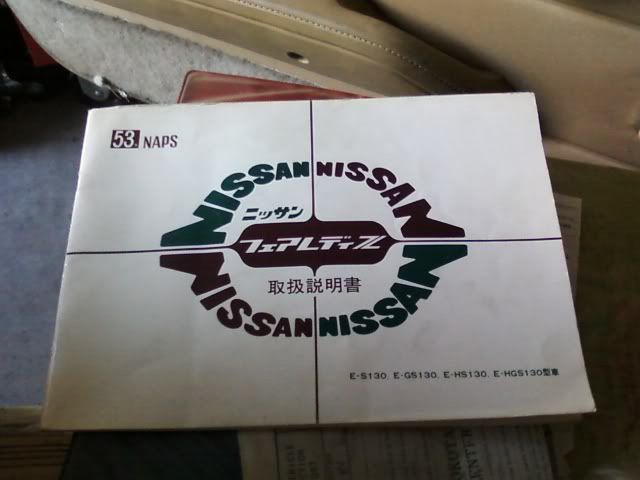 53 NAPS
NISSAN NISSAN
ニッサン
フェアレディZ
取扱説明書
NISSAN NISSAN
E-S130, E-GS130, E-HS130, E-HGS130型車